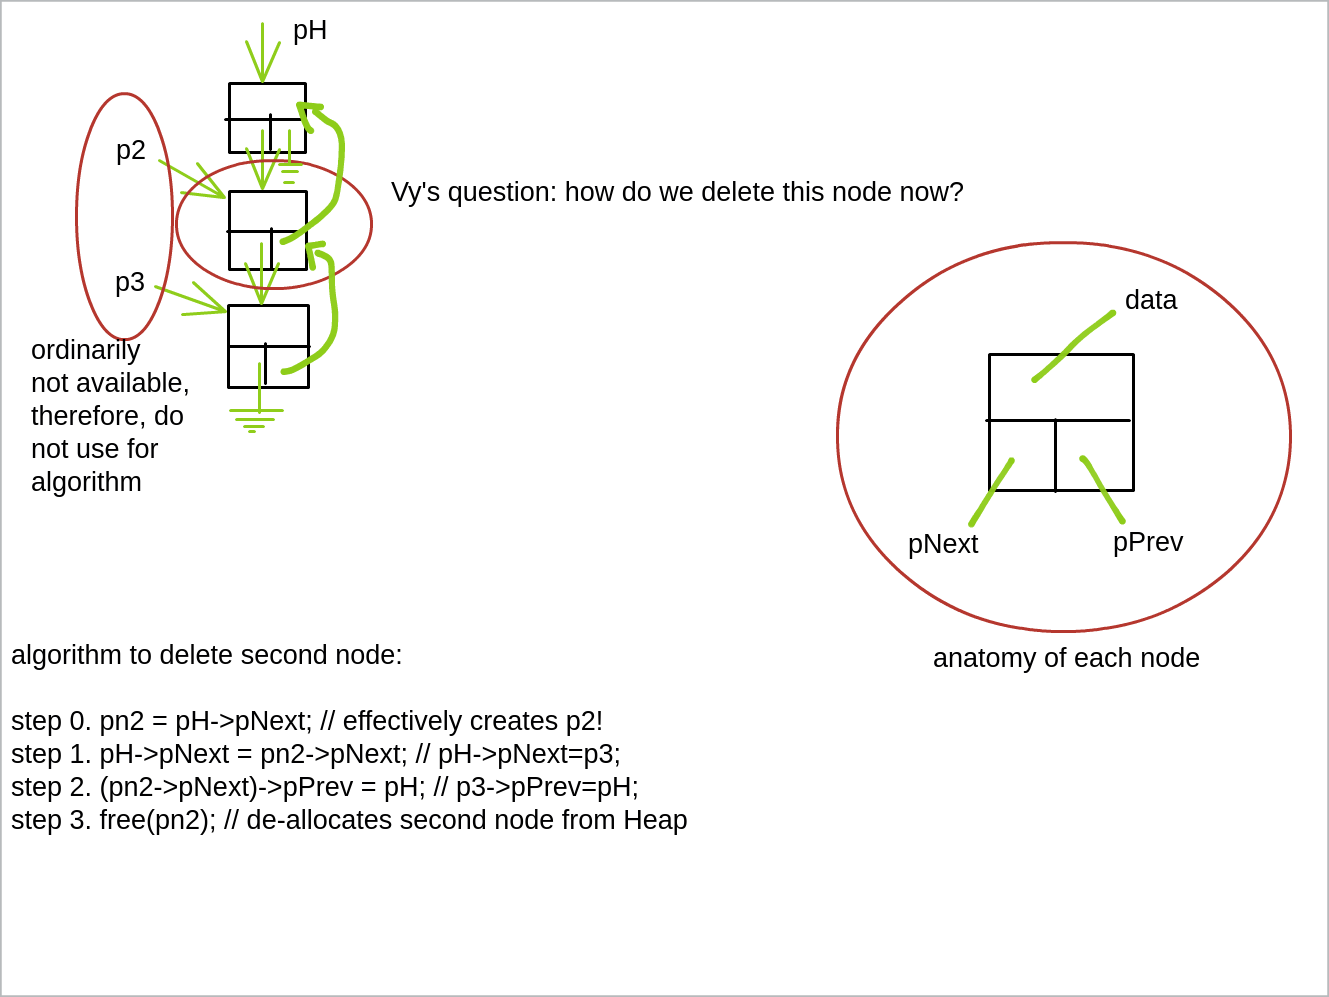 pH
p2
Vy's question: how do we delete this node now?
p3
data
ordinarily
not available,
therefore, do
not use for
algorithm
pNext
pPrev
anatomy of each node
algorithm to delete second node:
step 0. pn2 = pH->pNext; // effectively creates p2!
step 1. pH->pNext = pn2->pNext; // pH->pNext=p3;
step 2. (pn2->pNext)->pPrev = pH; // p3->pPrev=pH;
step 3. free(pn2); // de-allocates second node from Heap